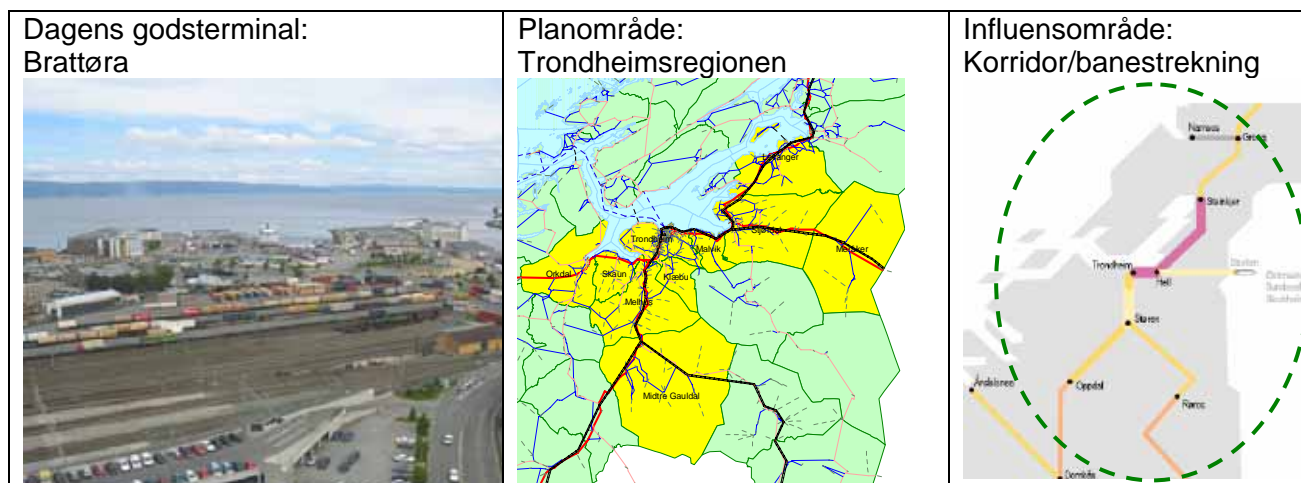 Dagens godsterminal:
Brattøra
Planområde:
Trondheimsregionen
Influensområde:
Korridor/banestrekning
Trondheim
Malvik
Meråker
Orkdal
Skaun
Klæbu
Melhus
Midtre Gauldal
Namsos
Grong
Steinkjer
Trondheim
Hell
Storlien
Støren
Oppdal
Røros
Åndalsnes
Dombås